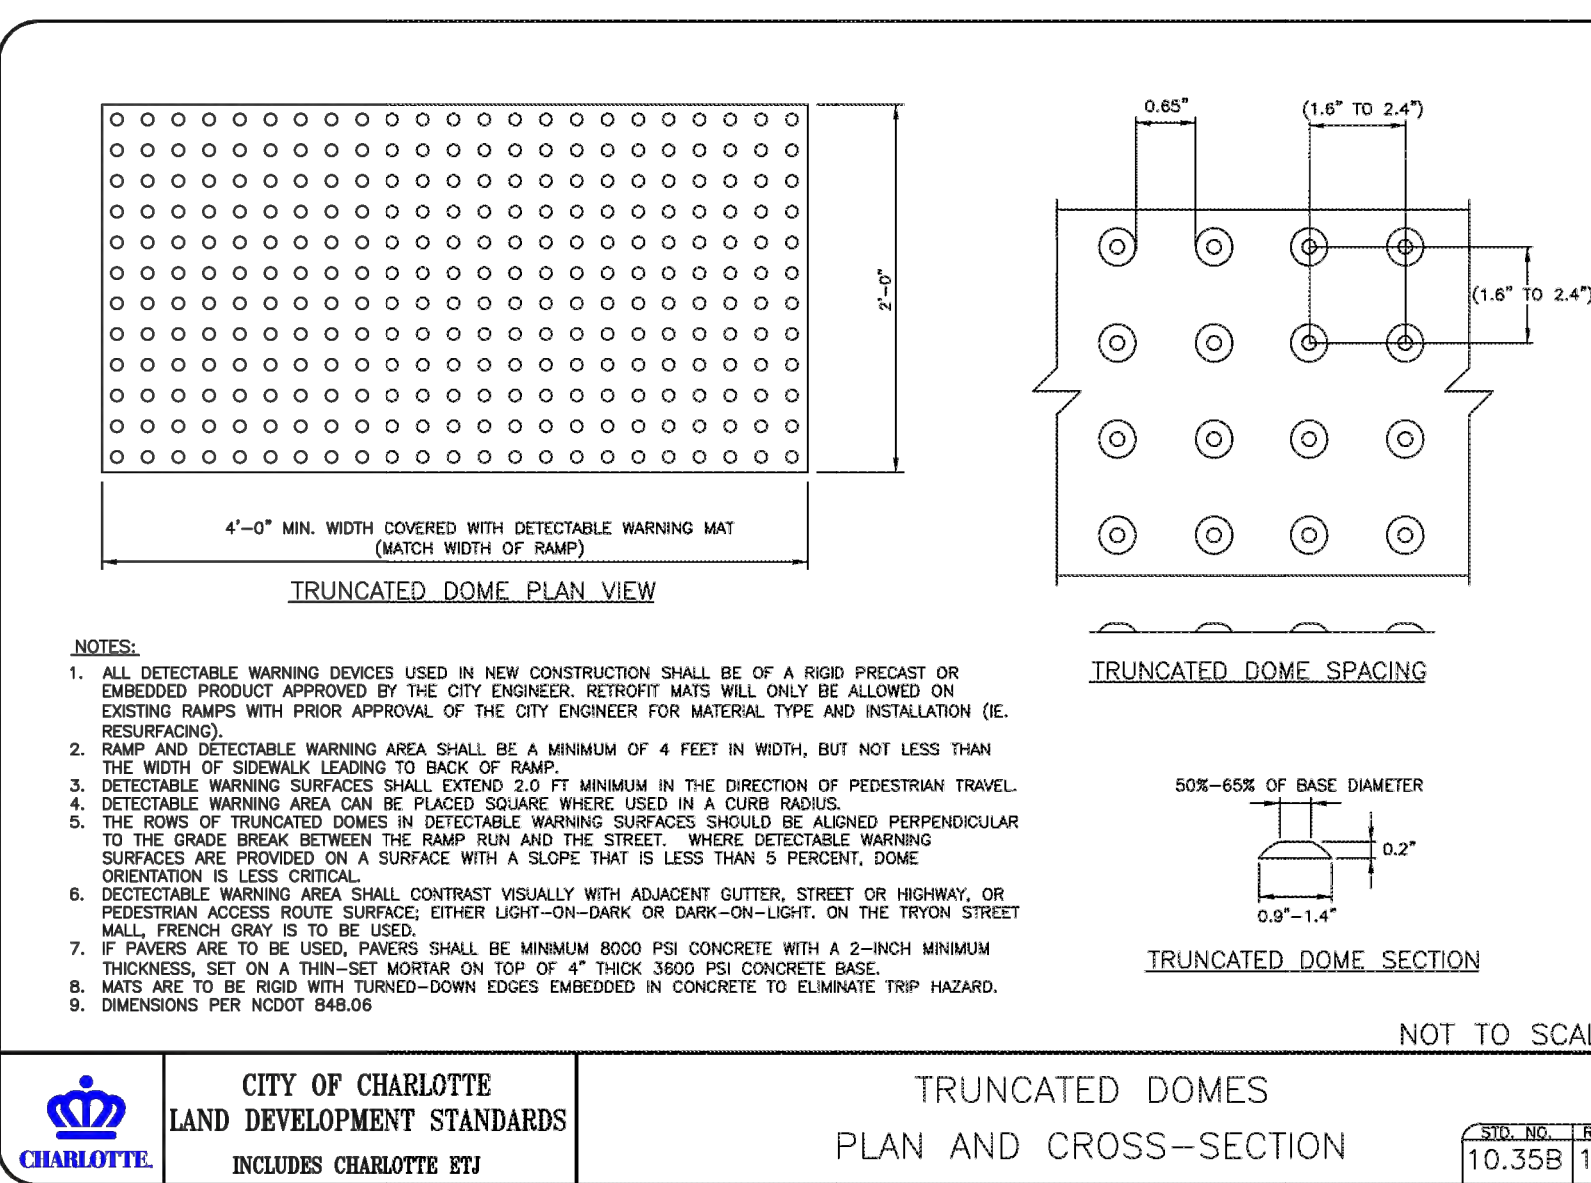 0.65"
(1.6" TO 2.4")
2'-0"
(1.6" TO 2.4")
4'-0" MIN. WIDTH COVERED WITH DETECTABLE WARNING MAT
(MATCH WIDTH OF RAMP)
TRUNCATED DOME PLAN VIEW
TRUNCATED DOME SPACING
NOTES:
1. ALL DETECTABLE WARNING DEVICES USED IN NEW CONSTRUCTION SHALL BE OF A RIGID PRECAST OR
EMBEDDED PRODUCT APPROVED BY THE CITY ENGINEER. RETROFIT MATS WILL ONLY BE ALLOWED ON
EXISTING RAMPS WITH PRIOR APPROVAL OF THE CITY ENGINEER FOR MATERIAL TYPE AND INSTALLATION (IE.
RESURFACING).
2. RAMP AND DETECTABLE WARNING AREA SHALL BE A MINIMUM OF 4 FEET IN WIDTH, BUT NOT LESS THAN
THE WIDTH OF SIDEWALK LEADING TO BACK OF RAMP.
3. DETECTABLE WARNING SURFACES SHALL EXTEND 2.0 FT MINIMUM IN THE DIRECTION OF PEDESTRIAN TRAVEL.
4. DETECTABLE WARNING AREA CAN BE PLACED SQUARE WHERE USED IN A CURB RADIUS.
5. THE ROWS OF TRUNCATED DOMES IN DETECTABLE WARNING SURFACES SHOULD BE ALIGNED PERPENDICULAR
TO THE GRADE BREAK BETWEEN THE RAMP RUN AND THE STREET. WHERE DETECTABLE WARNING
SURFACES ARE PROVIDED ON A SURFACE WITH A SLOPE THAT IS LESS THAN 5 PERCENT, DOME
ORIENTATION IS LESS CRITICAL.
6. DECTECTABLE WARNING AREA SHALL CONTRAST VISUALLY WITH ADJACENT GUTTER, STREET OR HIGHWAY, OR
PEDESTRIAN ACCESS ROUTE SURFACE; EITHER LIGHT-ON-DARK OR DARK-ON-LIGHT. ON THE TRYON STREET
MALL, FRENCH GRAY IS TO BE USED.
7. IF PAVERS ARE TO BE USED, PAVERS SHALL BE MINIMUM 8000 PSI CONCRETE WITH A 2-INCH MINIMUM
THICKNESS, SET ON A THIN-SET MORTAR ON TOP OF 4" THICK 3600 PSI CONCRETE BASE.
8. MATS ARE TO BE RIGID WITH TURNED-DOWN EDGES EMBEDDED IN CONCRETE TO ELIMINATE TRIP HAZARD.
9. DIMENSIONS PER NCDOT 848.06
50%-65% OF BASE DIAMETER
0.2"
0.9"-1.4"
TRUNCATED DOME SECTION
NOT TO SCAL
CHARLOTTE.
CITY OF CHARLOTTE
LAND DEVELOPMENT STANDARDS
INCLUDES CHARLOTTE ETJ
TRUNCATED DOMES
PLAN AND CROSS-SECTION
STD. NO. R
10.35B 1